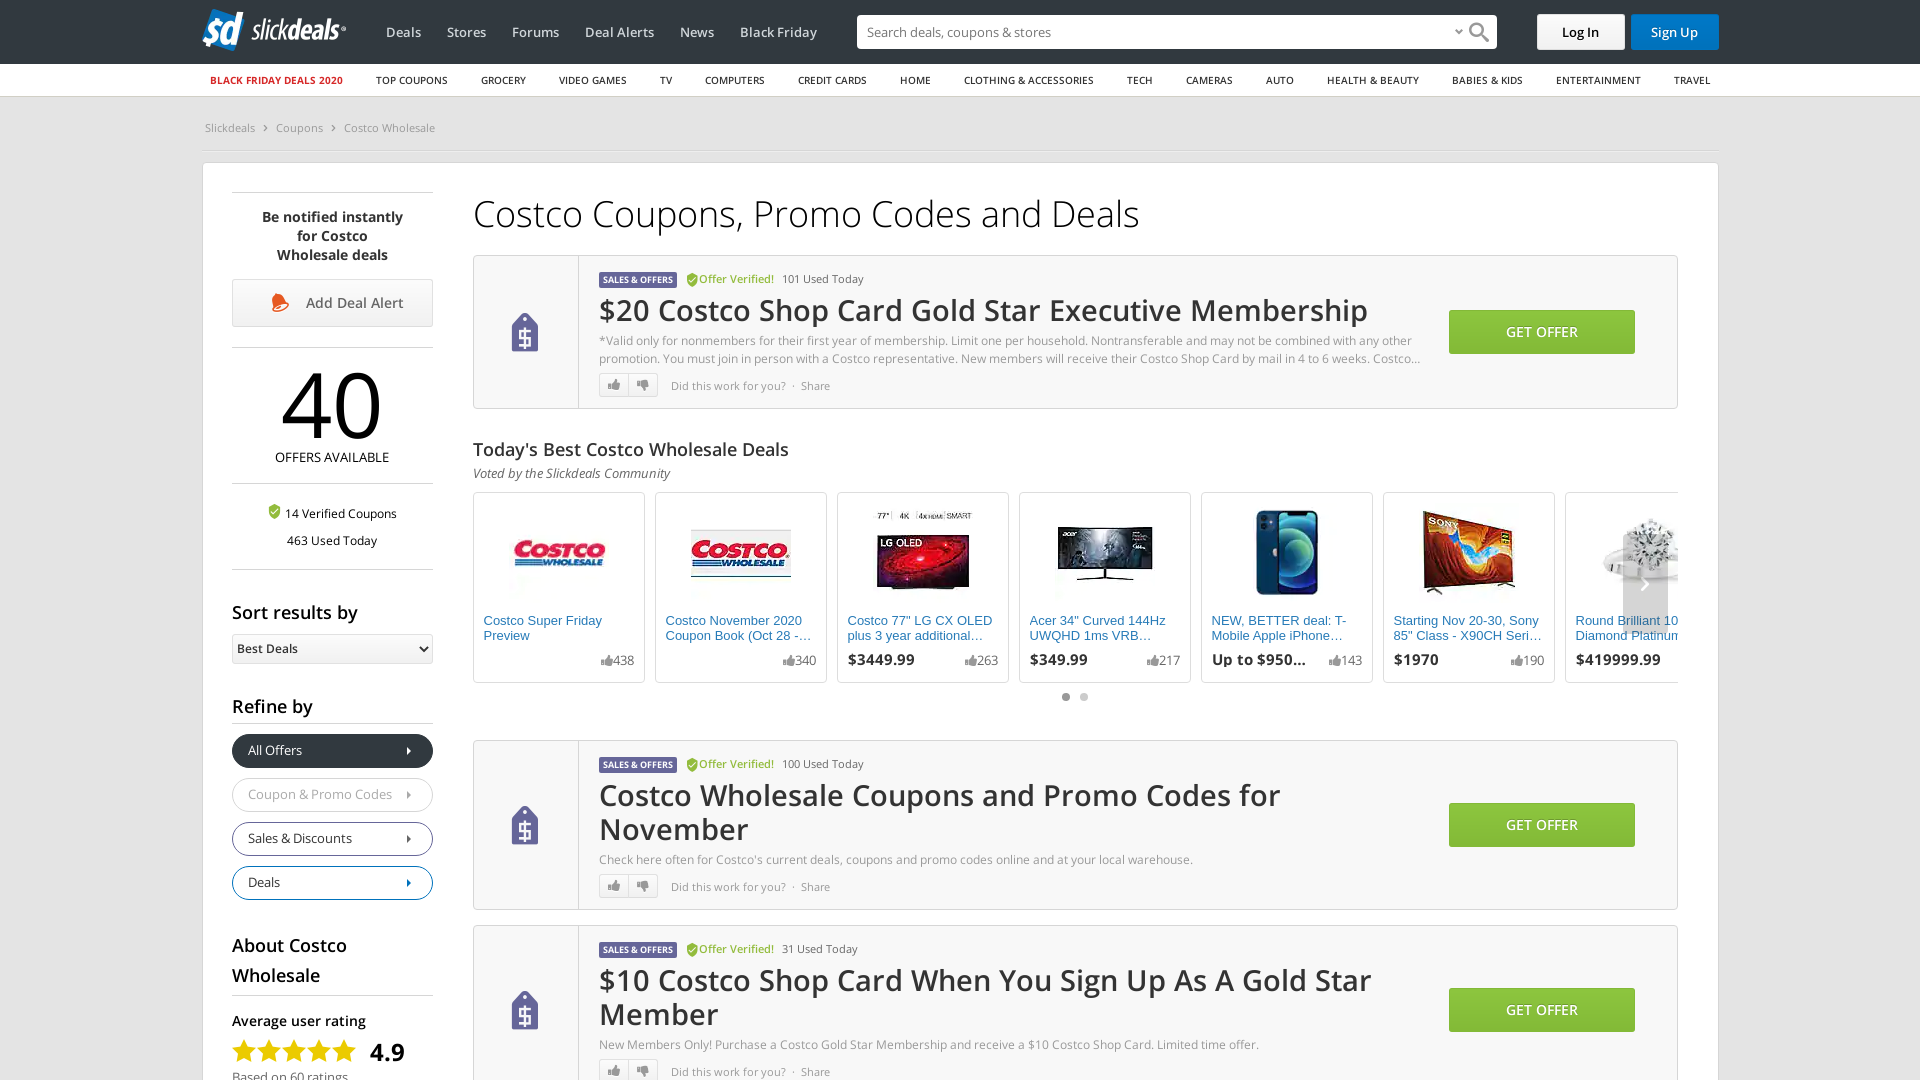 slickdeals
Deals Stores Forums Deal Alerts News Black Friday
Search deals, coupons & stores
Log In
Sign Up
BLACK FRIDAY DEALS 2020 TOP COUPONS GROCERY VIDEO GAMES TV COMPUTERS CREDIT CARDS HOME CLOTHING & ACCESSORIES TECH CAMERAS AUTO HEALTH & BEAUTY BABIES & KIDS ENTERTAINMENT TRAVEL
Slickdeals > Coupons > Costco Wholesale
Be notified instantly
for Costco
Wholesale deals
Add Deal Alert
40
OFFERS AVAILABLE
14 Verified Coupons
463 Used Today
Sort results by
Best Deals
Refine by
All Offers
Coupon & Promo Codes
Sales & Discounts
Deals
About Costco
Wholesale
Average user rating
4.9
Based on 60 ratings
Costco Coupons, Promo Codes and Deals
SALES & OFFERS Offer Verified! 101 Used Today
$20 Costco Shop Card Gold Star Executive Membership
*Valid only for nonmembers for their first year of membership. Limit one per household. Nontransferable and may not be combined with any other
promotion. You must join in person with a Costco representative. New members will receive their Costco Shop Card by mail in 4 to 6 weeks. Costco...
Did this work for you? · Share
GET OFFER
Today's Best Costco Wholesale Deals
Voted by the Slickdeals Community
COSTCO
WHOLESALE
Costco Super Friday
Preview
438
COSTCO
WHOLESALE
Costco November 2020
Coupon Book (Oct 28 -...
340
77" 4K 4x HDMI SMART
LG OLED
Costco 77" LG CX OLED
plus 3 year additional...
$3449.99 263
acer
Acer 34" Curved 144Hz
UWQHD 1ms VRB...
$349.99 217
NEW, BETTER deal: T-
Mobile Apple iPhone...
Up to $950... 143
SONY
Starting Nov 20-30, Sony
85" Class - X90CH Seri...
$1970 190
Round Brilliant 10
Diamond Platinum
$419999.99
SALES & OFFERS Offer Verified! 100 Used Today
Costco Wholesale Coupons and Promo Codes for
November
Check here often for Costco's current deals, coupons and promo codes online and at your local warehouse.
Did this work for you? · Share
GET OFFER
SALES & OFFERS Offer Verified! 31 Used Today
$10 Costco Shop Card When You Sign Up As A Gold Star
Member
New Members Only! Purchase a Costco Gold Star Membership and receive a $10 Costco Shop Card. Limited time offer.
Did this work for you? · Share
GET OFFER